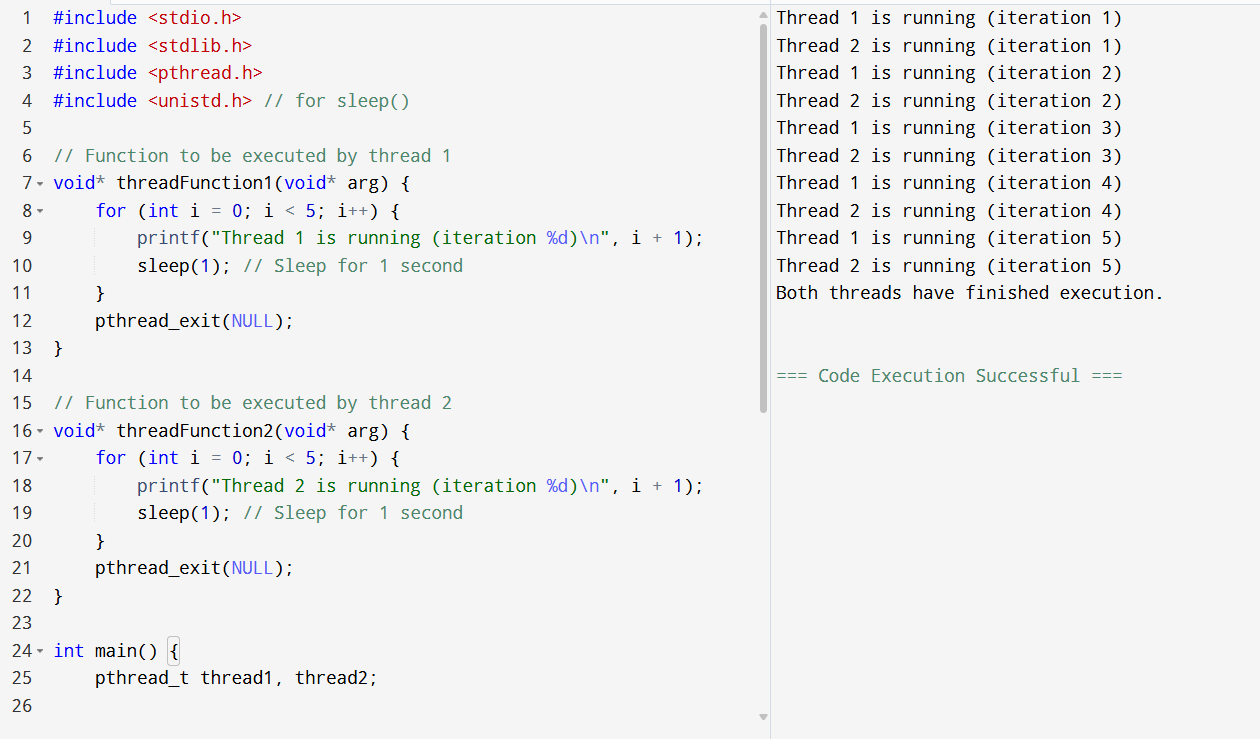 1 #include <stdio.h>
2 #include <stdlib.h>
3 #include <pthread.h>
4 #include <unistd.h> // for sleep()
5
6 // Function to be executed by thread 1
7 void* threadFunction1(void* arg) {
8     for (int i = 0; i < 5; i++) {
9         printf("Thread 1 is running (iteration %d)\n", i + 1);
10         sleep(1); // Sleep for 1 second
11     }
12     pthread_exit(NULL);
13 }
14
15 // Function to be executed by thread 2
16 void* threadFunction2(void* arg) {
17     for (int i = 0; i < 5; i++) {
18         printf("Thread 2 is running (iteration %d)\n", i + 1);
19         sleep(1); // Sleep for 1 second
20     }
21     pthread_exit(NULL);
22 }
23
24 int main() {
25     pthread_t thread1, thread2;
26
Thread 1 is running (iteration 1)
Thread 2 is running (iteration 1)
Thread 1 is running (iteration 2)
Thread 2 is running (iteration 2)
Thread 1 is running (iteration 3)
Thread 2 is running (iteration 3)
Thread 1 is running (iteration 4)
Thread 2 is running (iteration 4)
Thread 1 is running (iteration 5)
Thread 2 is running (iteration 5)
Both threads have finished execution.
=== Code Execution Successful ===